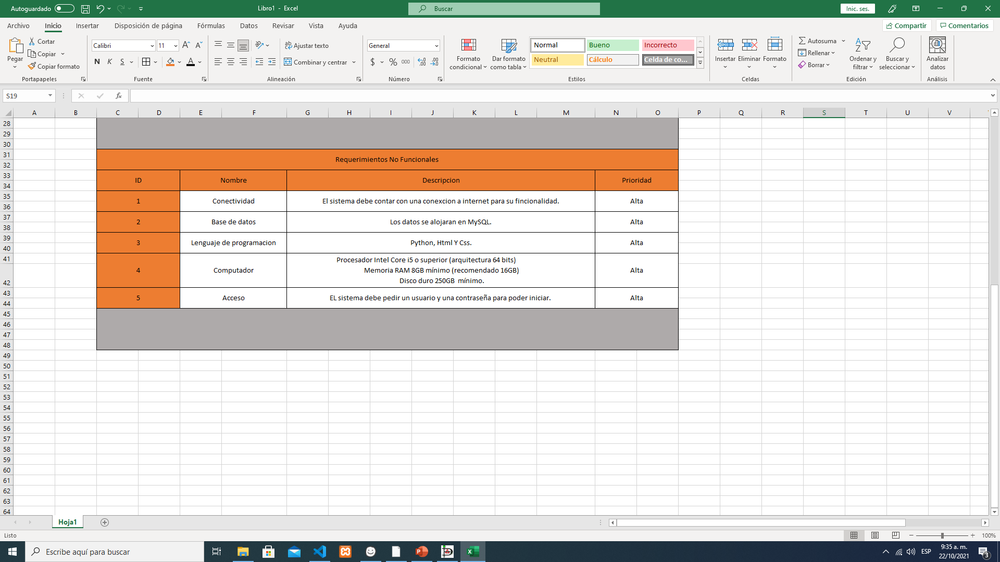 Autoguardado
Libro1 - Excel
Buscar
Inic. ses.
Archivo Inicio Insertar Disposición de página Fórmulas Datos Revisar Vista Ayuda
Compartir Comentarios
Pegar
Cortar
Copiar
Copiar formato
Portapapeles
Calibri 11
N K S
Fuente
Ajustar texto
Combinar y centrar
Alineación
General
$ % 000
Número
Formato condicional
Dar formato como tabla
Normal Bueno Incorrecto
Neutral Cálculo Celda de co...
Estilos
Insertar Eliminar Formato
Celdas
Autosuma
Rellenar
Borrar
Ordenar y filtrar
Buscar y seleccionar
Edición
Analizar datos
Análisis
S19
fx
A B C D E F G H I J K L M N O P Q R S T U V
28
29
30
31
32
33
34
35
36
37
38
39
40
41
42
43
44
45
46
47
48
49
50
51
52
53
54
55
56
57
58
59
60
61
62
63
64
Requerimientos No Funcionales
ID Nombre Descripcion Prioridad
1 Conectividad El sistema debe contar con una conexcion a internet para su fincionalidad. Alta
2 Base de datos Los datos se alojaran en MySQL. Alta
3 Lenguaje de programacion Python, Html Y Css. Alta
4 Computador Procesador Intel Core i5 o superior (arquitectura 64 bits)
Memoria RAM 8GB mínimo (recomendado 16GB)
Disco duro 250GB mínimo. Alta
5 Acceso EL sistema debe pedir un usuario y una contraseña para poder iniciar. Alta
Hoja1
Listo
100%
Escribe aquí para buscar
ESP
9:35 a. m.
22/10/2021
3